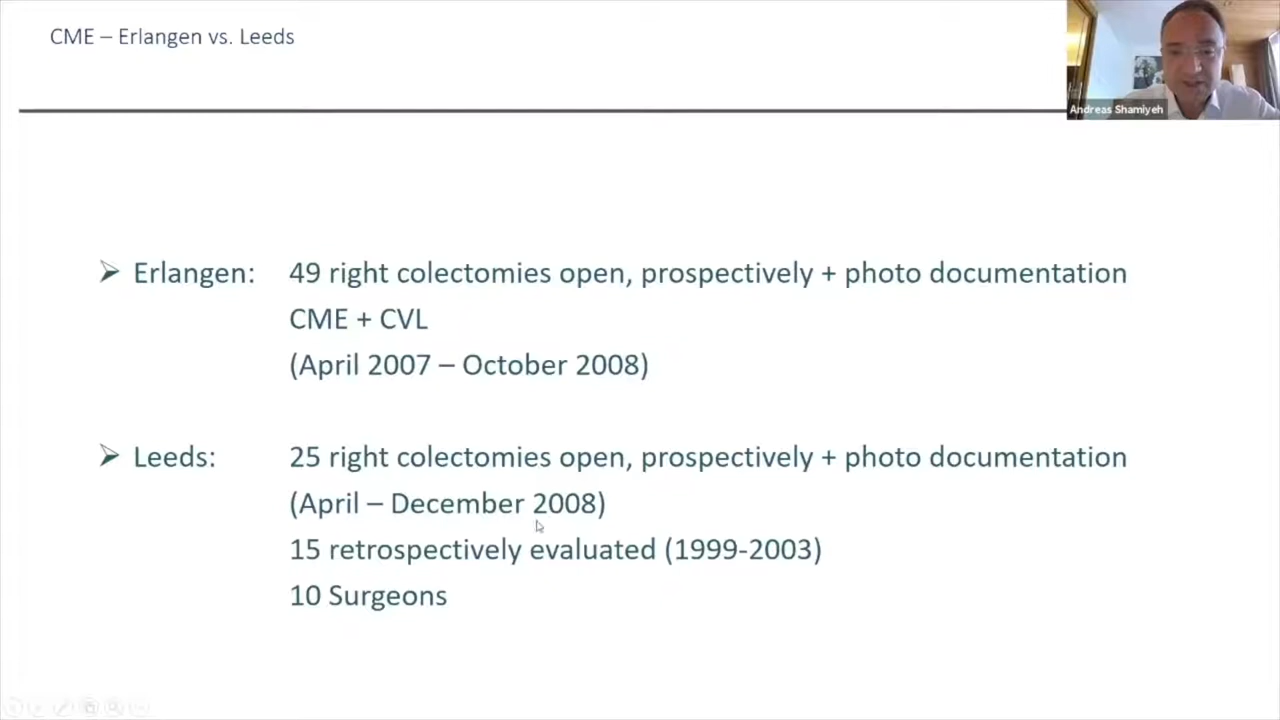 CME – Erlangen vs. Leeds
Andreas Shamiyeh
➢ Erlangen: 49 right colectomies open, prospectively + photo documentation
CME + CVL
(April 2007 – October 2008)
➢ Leeds: 25 right colectomies open, prospectively + photo documentation
(April – December 2008)
15 retrospectively evaluated (1999-2003)
10 Surgeons